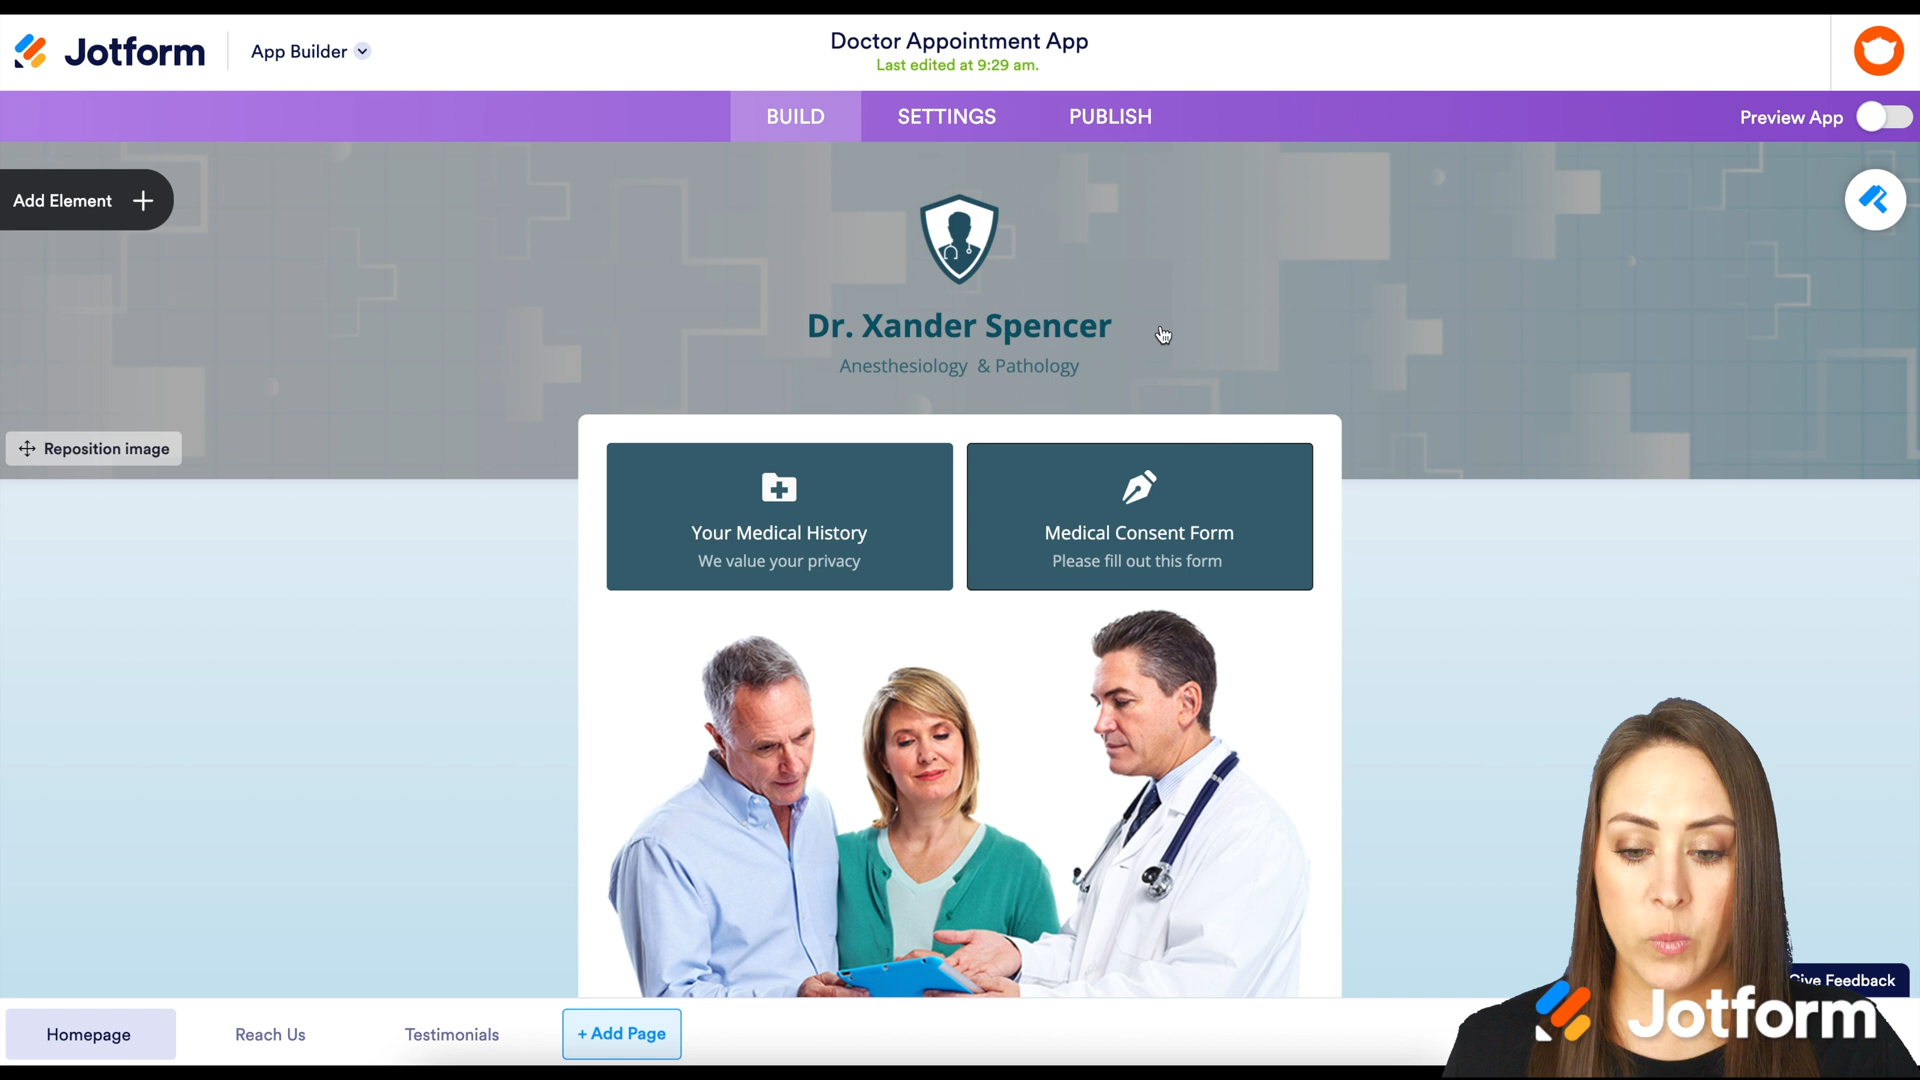 Jotform
App Builder
Doctor Appointment App
Last edited at 9:29 am.
BUILD
SETTINGS
PUBLISH
Preview App
Add Element
Dr. Xander Spencer
Anesthesiology & Pathology
Reposition image
Your Medical History
We value your privacy
Medical Consent Form
Please fill out this form
Give Feedback
Homepage
Reach Us
Testimonials
+ Add Page
Jotform